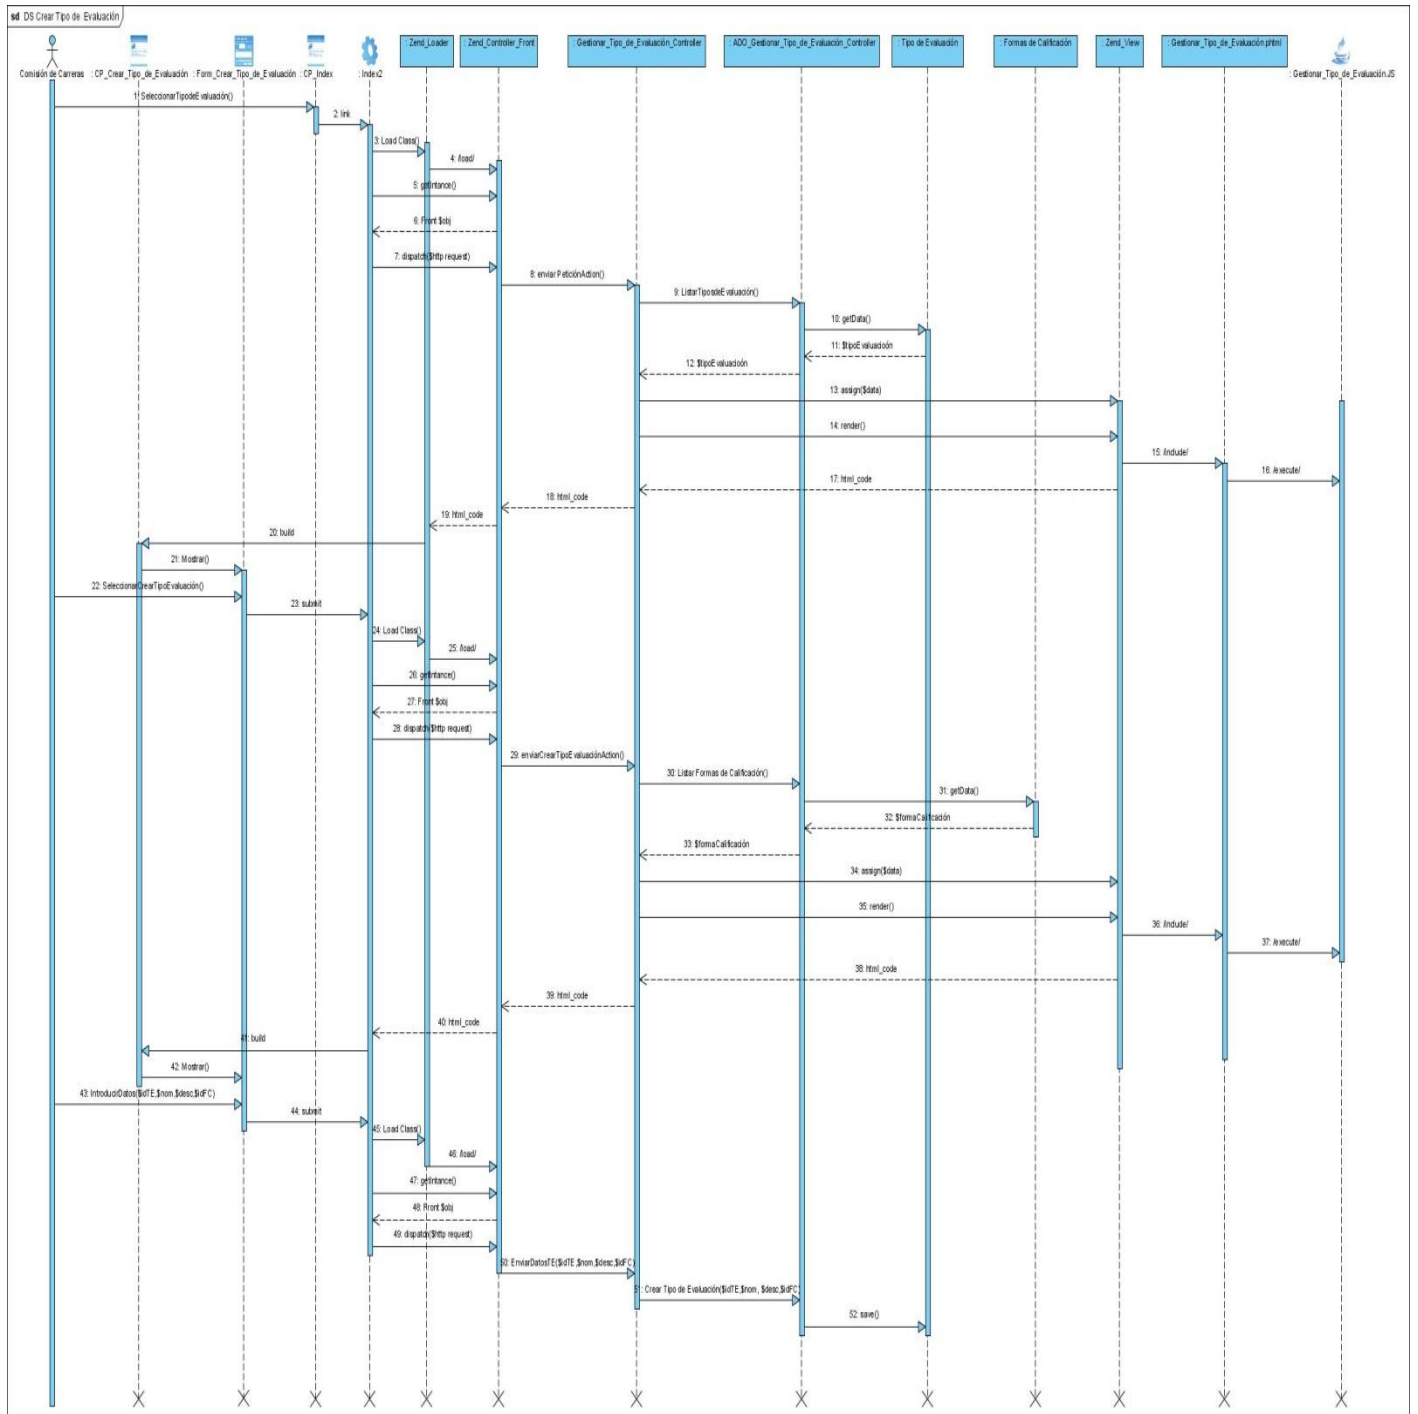 sd DS Crear Tipo de Evaluación
Comisión de Carreras
: CP_Crear_Tipo_de_Evaluación
: Form_Crear_Tipo_de_Evaluación
: CP_Index
: Index2
: Zend_Loader
: Zend_Controller_Front
: Gestionar_Tipo_de_Evaluación_Controller
: ADO_Gestionar_Tipo_de_Evaluación_Controller
: Tipo de Evaluación
: Formas de Calificación
: Zend_View
: Gestionar_Tipo_de_Evaluación.phtml
: Gestionar_Tipo_de_Evaluación.JS
1: SeleccionarTipodeEvaluación()
2: link
3: Load Class()
4: /load/
5: getIntance()
6: Front $obj
7: dispatch($http request)
8: enviar PeticiónAction()
9: ListarTiposdeEvaluación()
10: getData()
11: $tipoEvaluacioón
12: $tipoEvaluacioón
13: assign($data)
14: render()
15: /include/
16: /execute/
17: html_code
18: html_code
19: html_code
20: build
21: Mostrar()
22: SeleccionarCrearTipoEvaluación()
23: submit
24: Load Class()
25: /load/
26: getIntance()
27: Front $obj
28: dispatch($http request)
29: enviarCrearTipoEvaluaciónAction()
30: Listar Formas de Calificación()
31: getData()
32: $formaCalificación
33: $formaCalificación
34: assign($data)
35: render()
36: /include/
37: /execute/
38: html_code
39: html_code
40: html_code
41: build
42: Mostrar()
43: IntroducirDatos($idTE,$nom,$desc,$idFC)
44: submit
45: Load Class()
46: /load/
47: getIntance()
48: Front $obj
49: dispatch($http request)
50: EnviarDatosTE($idTE,$nom,$desc,$idFC)
51: Crear Tipo de Evaluación($idTE,$nom, $desc,$idFC)
52: save()